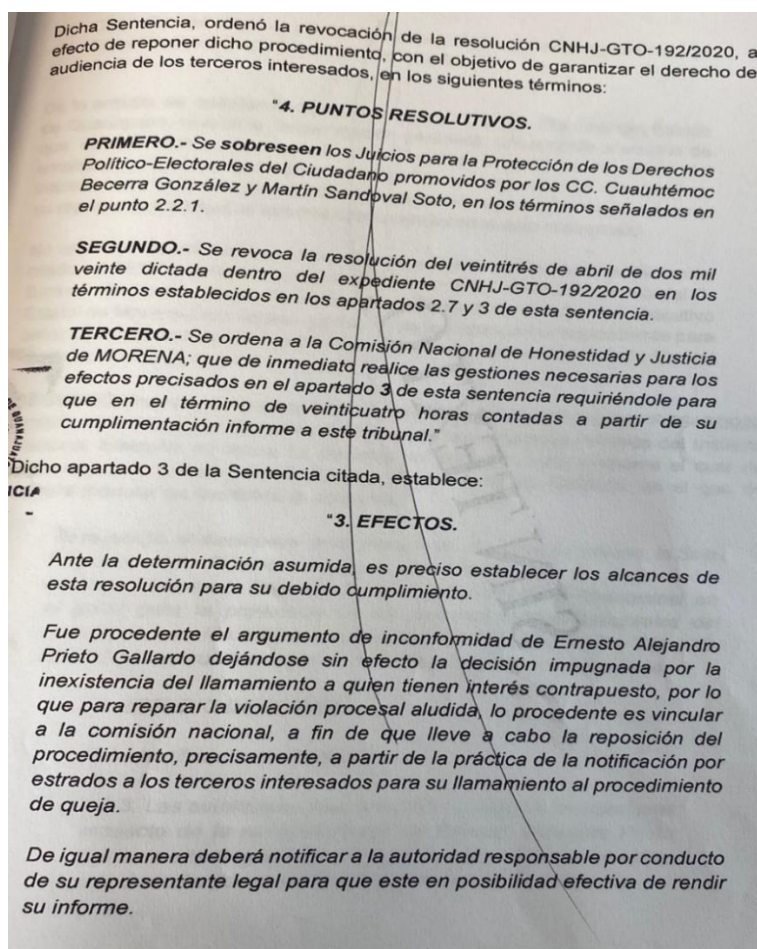 Dicha Sentencia, ordenó la revocación de la resolución CNHJ-GTO-192/2020, a
efecto de reponer dicho procedimiento, con el objetivo de garantizar el derecho de
audiencia de los terceros interesados, en los siguientes términos:
"4. PUNTOS RESOLUTIVOS.
PRIMERO.- Se sobreseen los Juicios para la Protección de los Derechos
Político-Electorales del Ciudadano promovidos por los CC. Cuauhtémoc
Becerra González y Martín Sandoval Soto, en los términos señalados en
el punto 2.2.1.
SEGUNDO.- Se revoca la resolución del veintitrés de abril de dos mil
veinte dictada dentro del expediente CNHJ-GTO-192/2020 en los
términos establecidos en los apartados 2.7 y 3 de esta sentencia.
TERCERO.- Se ordena a la Comisión Nacional de Honestidad y Justicia
de MORENA; que de inmediato realice las gestiones necesarias para los
efectos precisados en el apartado 3 de esta sentencia requiriéndole para
que en el término de veinticuatro horas contadas a partir de su
cumplimentación informe a este tribunal."
Dicho apartado 3 de la Sentencia citada, establece:
ICIA
"3. EFECTOS.
Ante la determinación asumida, es preciso establecer los alcances de
esta resolución para su debido cumplimiento.
Fue procedente el argumento de inconformidad de Ernesto Alejandro
Prieto Gallardo dejándose sin efecto la decisión impugnada por la
inexistencia del llamamiento a quien tienen interés contrapuesto, por lo
que para reparar la violación procesal aludida, lo procedente es vincular
a la comisión nacional, a fin de que lleve a cabo la reposición del
procedimiento, precisamente, a partir de la práctica de la notificación por
estrados a los terceros interesados para su llamamiento al procedimiento
de queja.
De igual manera deberá notificar a la autoridad responsable por conducto
de su representante legal para que este en posibilidad efectiva de rendir
su informe.